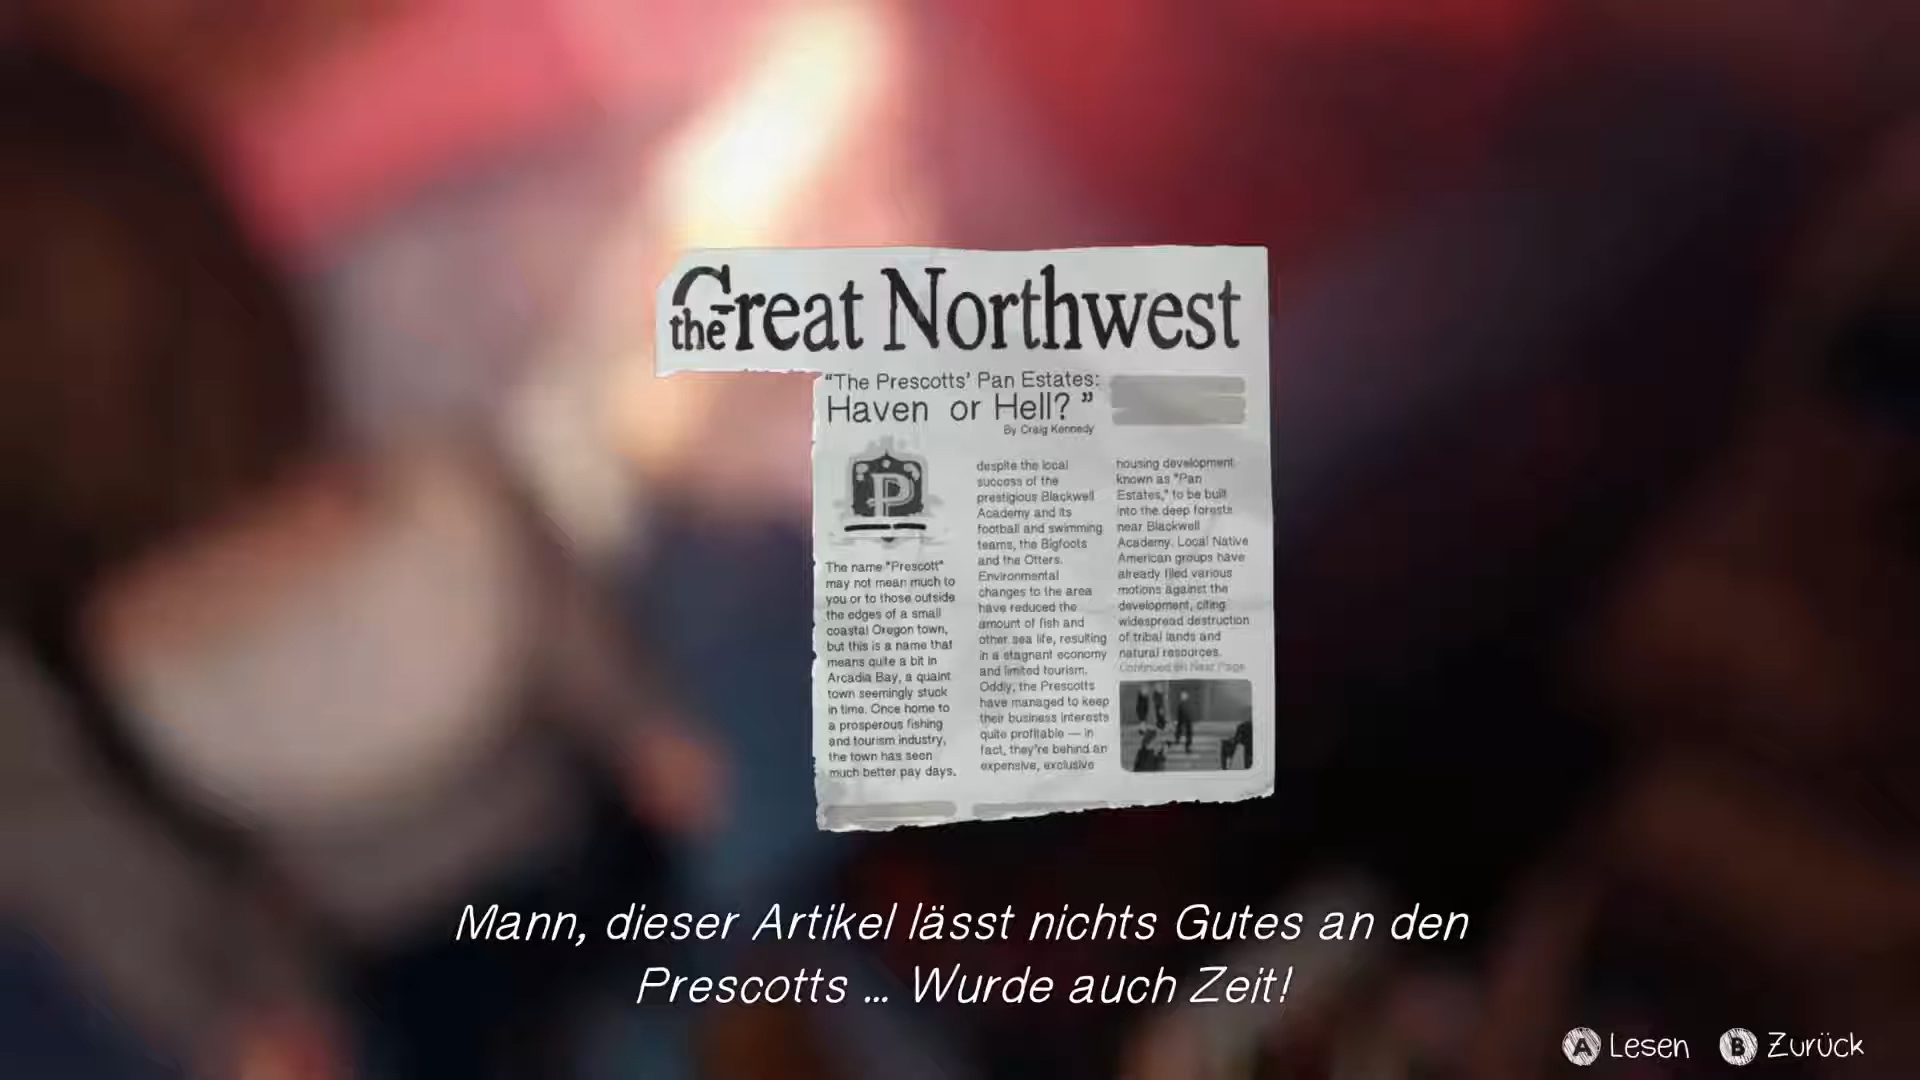 the Great Northwest
"The Prescotts' Pan Estates:
Haven or Hell? "
By Craig Kennedy
P
The name "Prescott"
may not mean much to
you or to those outside
the edges of a small
coastal Oregon town,
but this is a name that
means quite a bit in
Arcadia Bay, a quaint
town seemingly stuck
in time. Once home to
a prosperous fishing
and tourism industry,
the town has seen
much better pay days,
despite the local
success of the
prestigious Blackwell
Academy and its
football and swimming
teams, the Bigfoots
and the Otters.
Environmental
changes to the area
have reduced the
amount of fish and
other sea life, resulting
in a stagnant economy
and limited tourism.
Oddly, the Prescotts
have managed to keep
their business interests
quite profitable — in
fact, they're behind an
expensive, exclusive
housing development
known as "Pan
Estates," to be built
into the deep forests
near Blackwell
Academy. Local Native
American groups have
already filed various
motions against the
development, citing
widespread destruction
of tribal lands and
natural resources.
Continued on Next Page
Mann, dieser Artikel lässt nichts Gutes an den
Prescotts ... Wurde auch Zeit!
A Lesen B Zurück